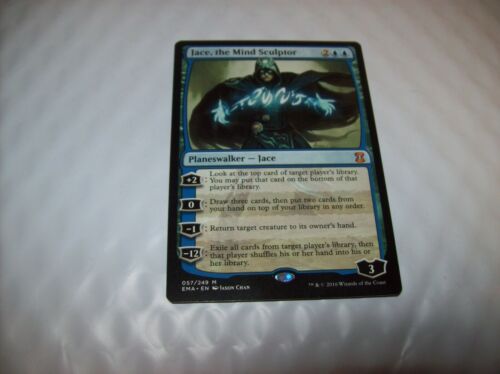 Jace, the Mind Sculptor 2
Planeswalker — Jace
+2: Look at the top card of target player's library.
You may put that card on the bottom of that
player's library.
0: Draw three cards, then put two cards from
your hand on top of your library in any order.
−1: Return target creature to its owner's hand.
−12: Exile all cards from target player's library, then
that player shuffles his or her hand into his or
her library.
3
057/249 M
EMA • EN Jason Chan
™ & © 2016 Wizards of the Coast